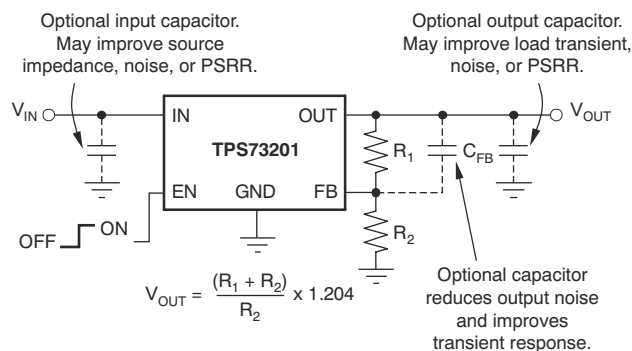 Optional input capacitor.
May improve source
impedance, noise, or PSRR.
Optional output capacitor.
May improve load transient,
noise, or PSRR.
VIN
IN
OUT
VOUT
TPS73201
R1
CFB
EN
GND
FB
OFF
ON
R2
VOUT = (R1 + R2) / R2 x 1.204
Optional capacitor
reduces output noise
and improves
transient response.